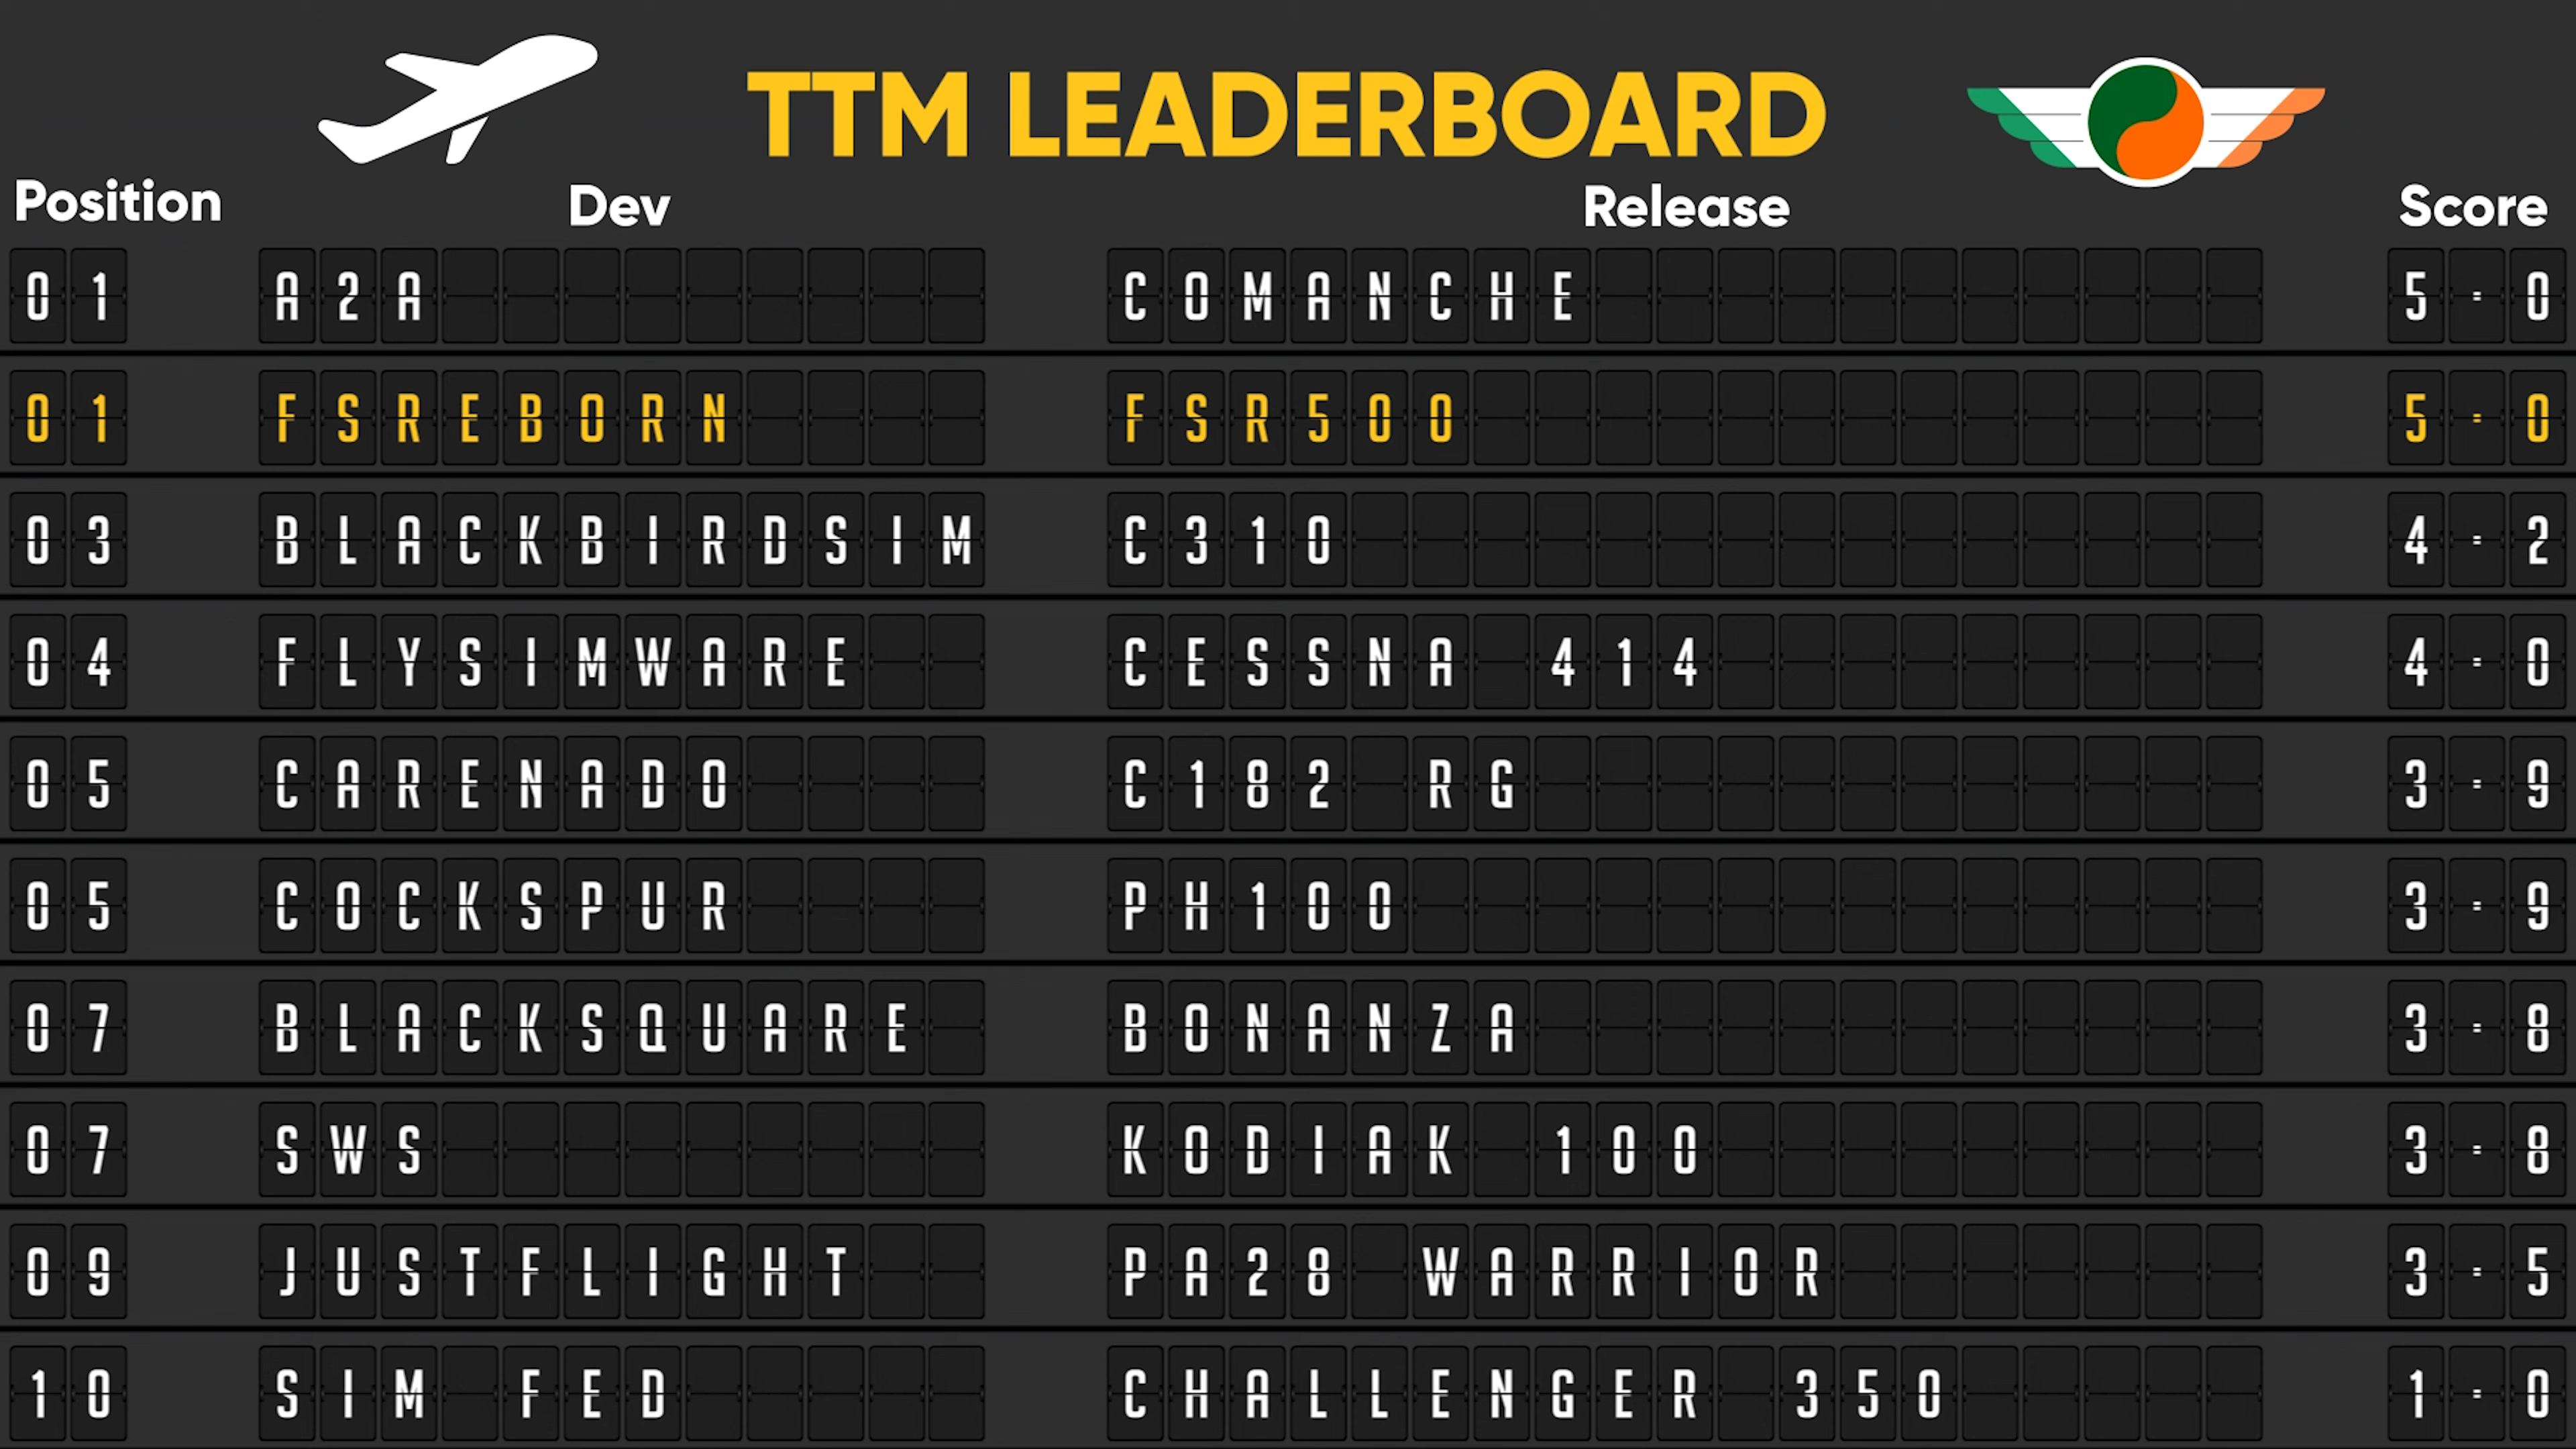 TTM LEADERBOARD
Position Dev Release Score
01 A2A COMANCHE 5=0
01 FSREBORN FSR500 5=0
03 BLACKBIRDSIM C310 4=2
04 FLYSIMWARE CESSNA 414 4=0
05 CARENADO C182 RG 3=9
05 COCKSPUR PH100 3=9
07 BLACKSQUARE BONANZA 3=8
07 SWS KODIAK 100 3=8
09 JUSTFLIGHT PA28 WARRIOR 3=5
10 SIM FED CHALLENGER 350 1=0